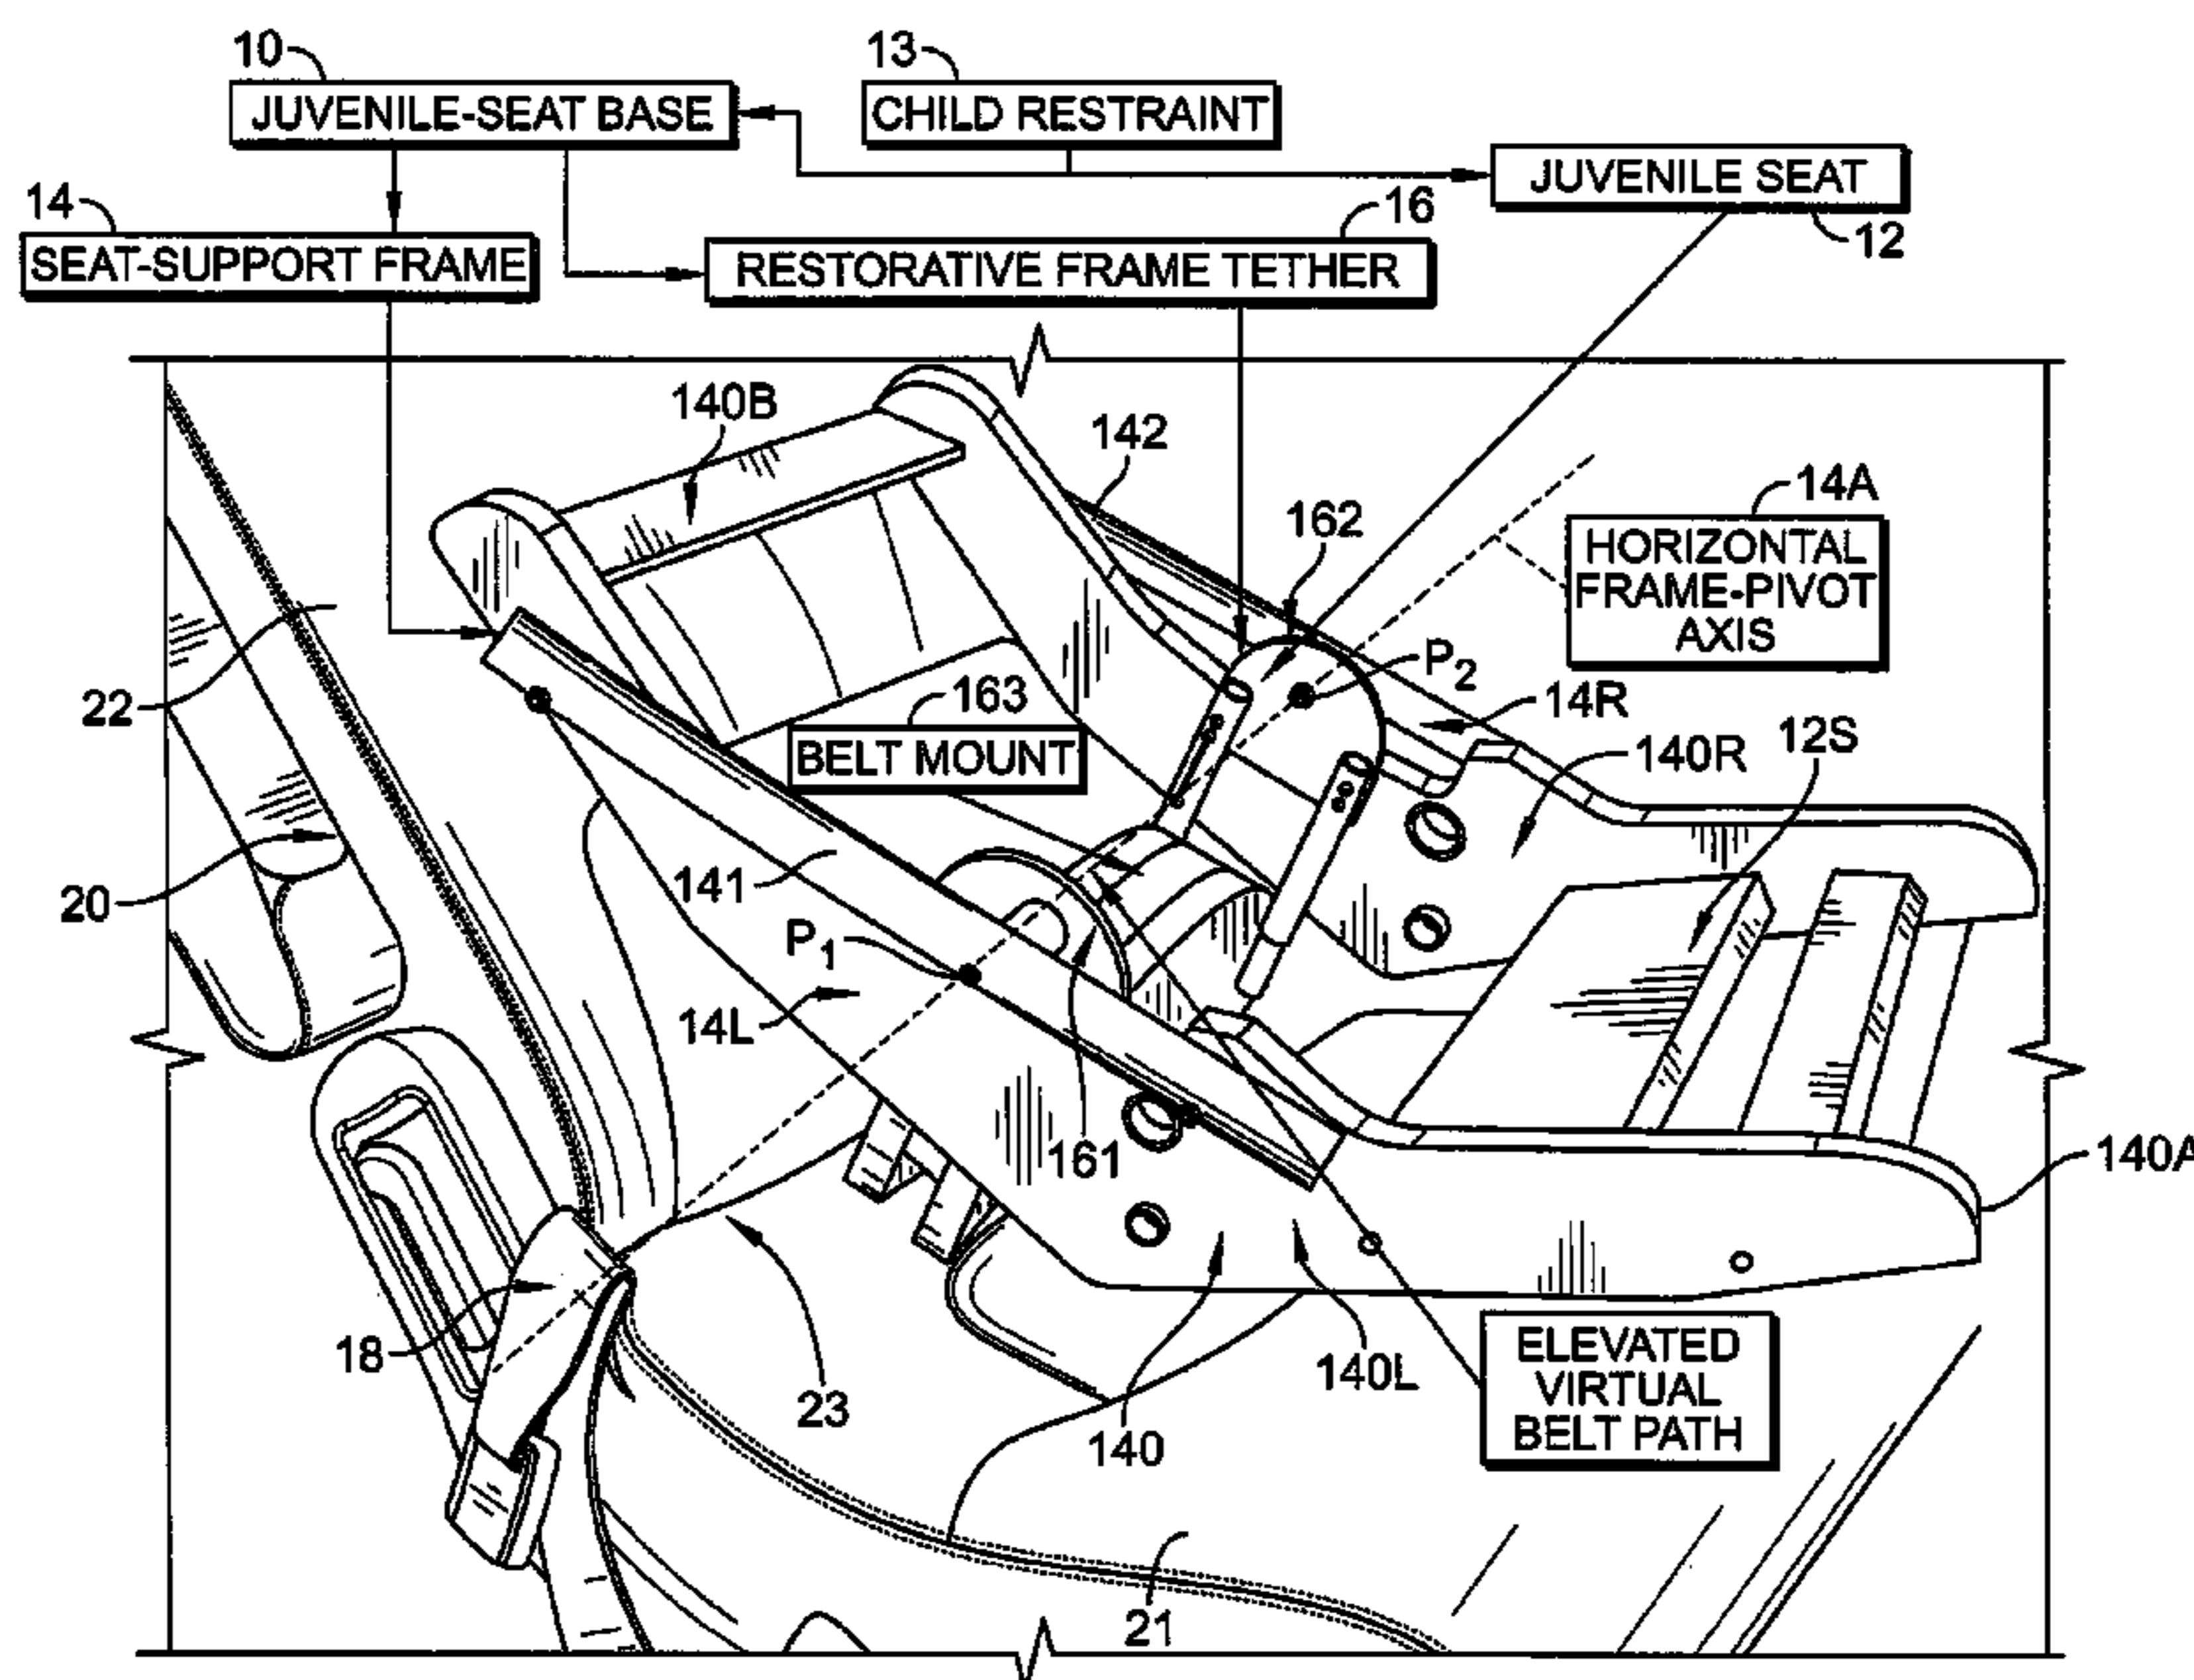 10
13
JUVENILE-SEAT BASE
CHILD RESTRAINT
JUVENILE SEAT
14
16
12
SEAT-SUPPORT FRAME
RESTORATIVE FRAME TETHER
140B
142
14A
162
HORIZONTAL
FRAME-PIVOT
AXIS
22
163
P2
14R
12S
BELT MOUNT
140R
20
141
P1
14L
161
140A
18
23
140L
140
ELEVATED
VIRTUAL
BELT PATH
21